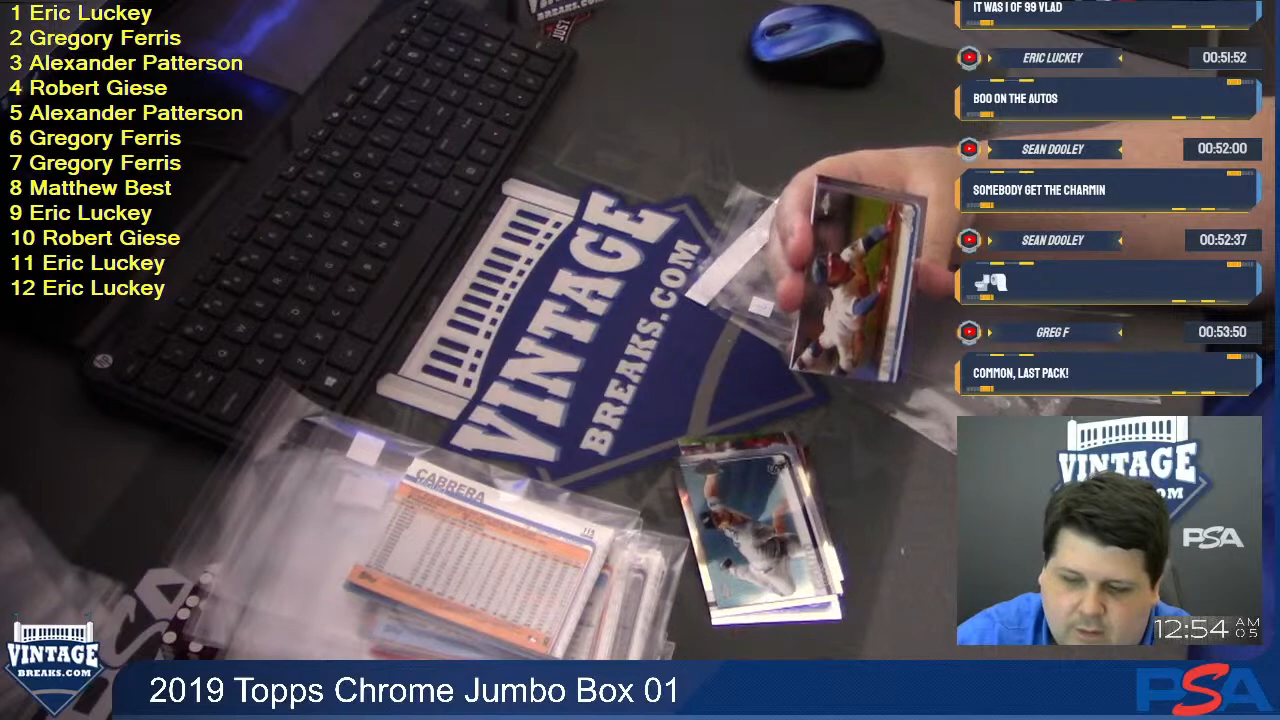 1 Eric Luckey
2 Gregory Ferris
3 Alexander Patterson
4 Robert Giese
5 Alexander Patterson
6 Gregory Ferris
7 Gregory Ferris
8 Matthew Best
9 Eric Luckey
10 Robert Giese
11 Eric Luckey
12 Eric Luckey
IT WAS 1 OF 99 VLAD
ERIC LUCKEY 00:51:52
BOO ON THE AUTOS
SEAN DOOLEY 00:52:00
SOMEBODY GET THE CHARMIN
SEAN DOOLEY 00:52:37
GREG F 00:53:50
COMMON, LAST PACK!
VINTAGE
BREAKS.COM
CABRERA
VINTAGE
PSA
12:54 AM
05
VINTAGE
BREAKS.COM
2019 Topps Chrome Jumbo Box 01
PSA